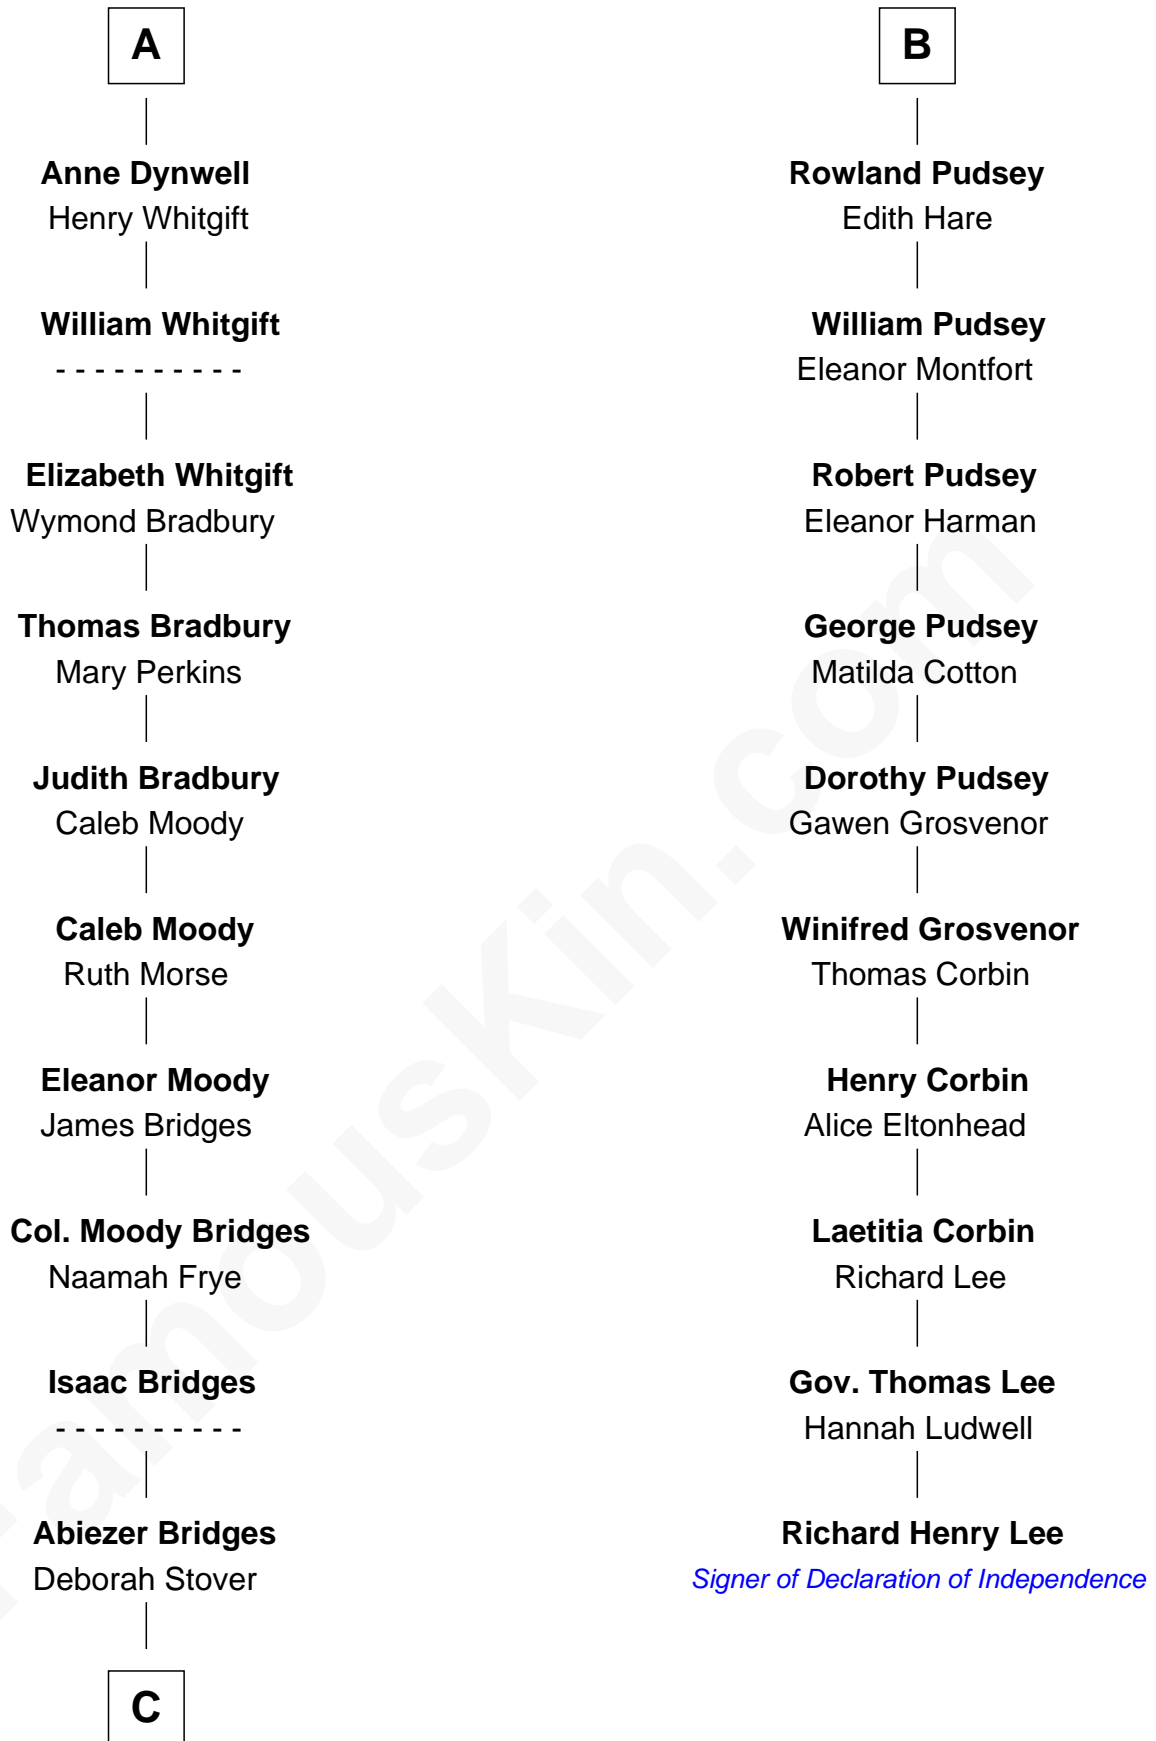 A
Anne Dynwell
Henry Whitgift
William Whitgift
- - - - - - - - - -
Elizabeth Whitgift
Wymond Bradbury
Thomas Bradbury
Mary Perkins
Judith Bradbury
Caleb Moody
Caleb Moody
Ruth Morse
Eleanor Moody
James Bridges
Col. Moody Bridges
Naamah Frye
Isaac Bridges
- - - - - - - - - -
Abiezer Bridges
Deborah Stover
C
B
Rowland Pudsey
Edith Hare
William Pudsey
Eleanor Montfort
Robert Pudsey
Eleanor Harman
George Pudsey
Matilda Cotton
Dorothy Pudsey
Gawen Grosvenor
Winifred Grosvenor
Thomas Corbin
Henry Corbin
Alice Eltonhead
Laetitia Corbin
Richard Lee
Gov. Thomas Lee
Hannah Ludwell
Richard Henry Lee
Signer of Declaration of Independence
FamousKin.com